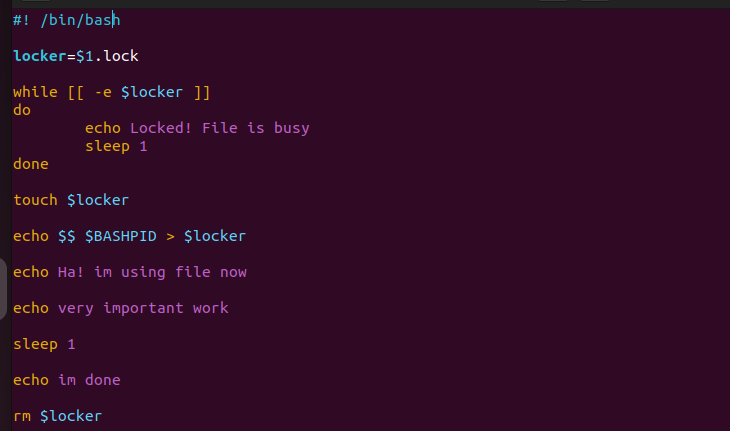 #! /bin/bash
locker=$1.lock
while [[ -e $locker ]]
do
echo Locked! File is busy
sleep 1
done
touch $locker
echo $$ $BASHPID > $locker
echo Ha! im using file now
echo very important work
sleep 1
echo im done
rm $locker